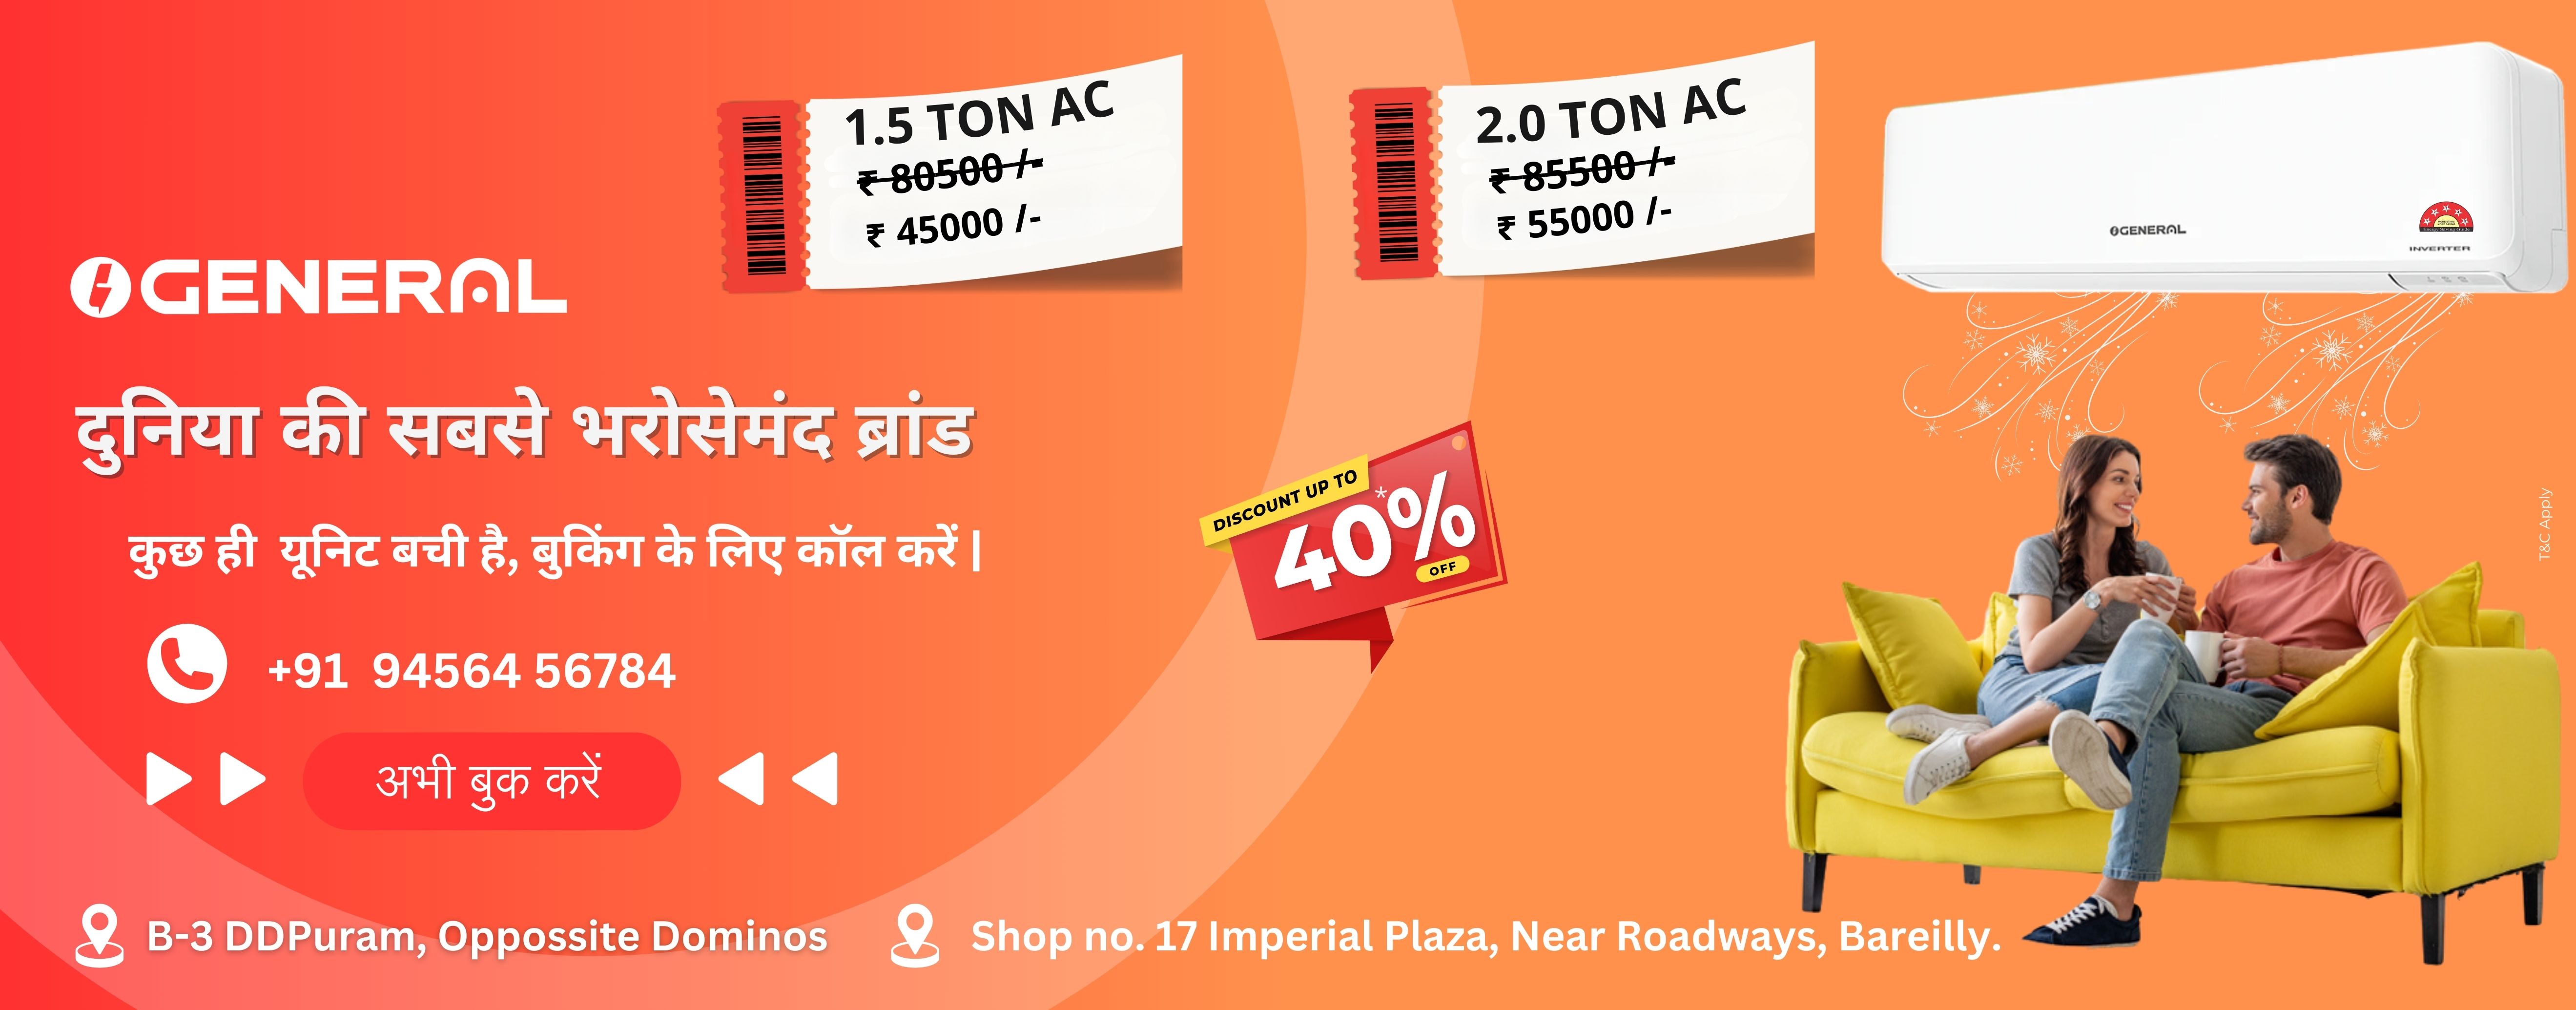 1.5 TON AC
₹ 80500 /-
₹ 45000 /-
2.0 TON AC
₹ 85500 /-
₹ 55000 /-
GENERAL
INVERTER
GENERAL
दुनिया की सबसे भरोसेमंद ब्रांड
DISCOUNT UP TO
40%*
OFF
T&C Apply
कुछ ही यूनिट बची है, बुकिंग के लिए कॉल करें |
+91 94564 56784
अभी बुक करें
B-3 DDPuram, Oppossite Dominos
Shop no. 17 Imperial Plaza, Near Roadways, Bareilly.